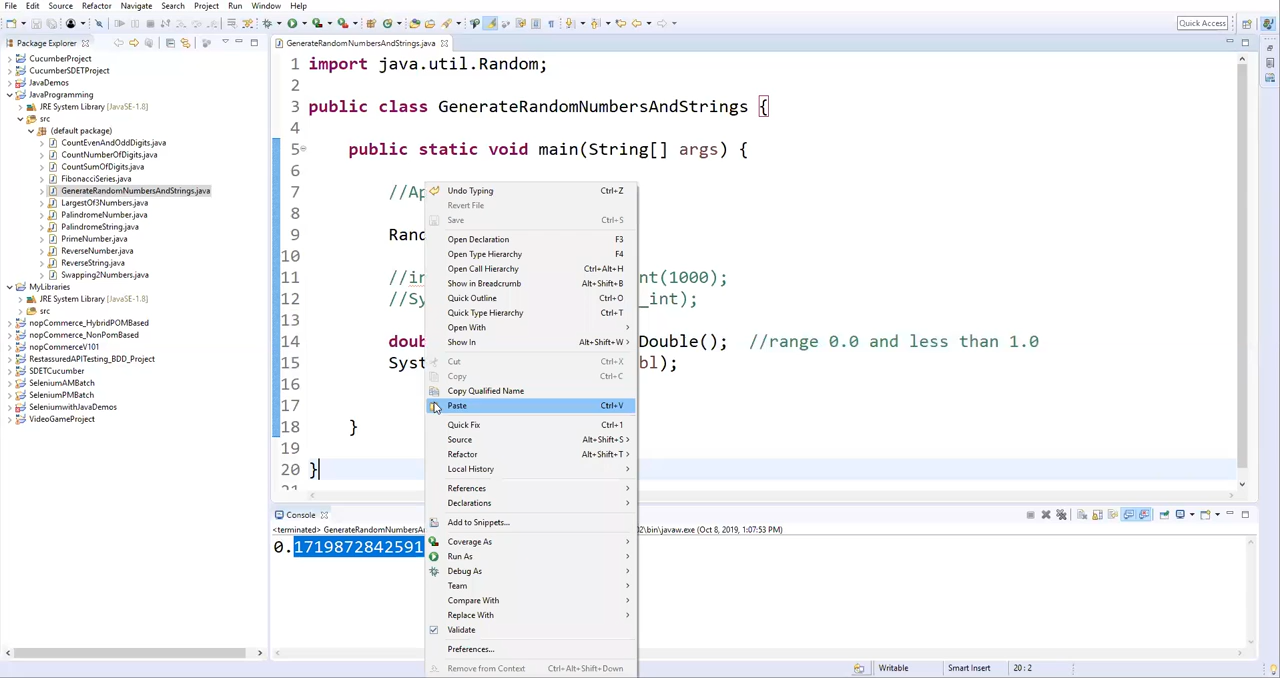 File Edit Source Refactor Navigate Search Project Run Window Help
Quick Access
Package Explorer
CucumberProject
CucumberSDETProject
JavaDemos
JavaProgramming
JRE System Library [JavaSE-1.8]
src
(default package)
CountEvenAndOddDigits.java
CountNumberOfDigits.java
CountSumOfDigits.java
FibonacciSeries.java
GenerateRandomNumbersAndStrings.java
LargestOf3Numbers.java
PalindromeNumber.java
PalindromeString.java
PrimeNumber.java
ReverseNumber.java
ReverseString.java
Swapping2Numbers.java
MyLibraries
JRE System Library [JavaSE-1.8]
src
nopCommerce_HybridPOMBased
nopCommerce_NonPomBased
nopCommerceV101
RestassuredAPITesting_BDD_Project
SDETCucumber
SeleniumAMBatch
SeleniumPMBatch
SeleniumwithJavaDemos
VideoGameProject
GenerateRandomNumbersAndStrings.java
1 import java.util.Random;
2
3 public class GenerateRandomNumbersAndStrings {
4
5 public static void main(String[] args) {
6
7 //Ap
8
9 Rand
10
11 //in nt(1000);
12 //Sy _int);
13
14 doub Double(); //range 0.0 and less than 1.0
15 Syst bl);
16
17
18 }
19
20 }
21
Undo Typing Ctrl+Z
Revert File
Save Ctrl+S
Open Declaration F3
Open Type Hierarchy F4
Open Call Hierarchy Ctrl+Alt+H
Show in Breadcrumb Alt+Shift+B
Quick Outline Ctrl+O
Quick Type Hierarchy Ctrl+T
Open With
Show In Alt+Shift+W
Cut Ctrl+X
Copy Ctrl+C
Copy Qualified Name
Paste Ctrl+V
Quick Fix Ctrl+1
Source Alt+Shift+S
Refactor Alt+Shift+T
Local History
References
Declarations
Add to Snippets...
Coverage As
Run As
Debug As
Team
Compare With
Replace With
Validate
Preferences...
Remove from Context Ctrl+Alt+Shift+Down
Console
<terminated> GenerateRandomNumbersAn 02\bin\javaw.exe (Oct 8, 2019, 1:07:53 PM)
0.1719872842591
Writable Smart Insert 20 : 2